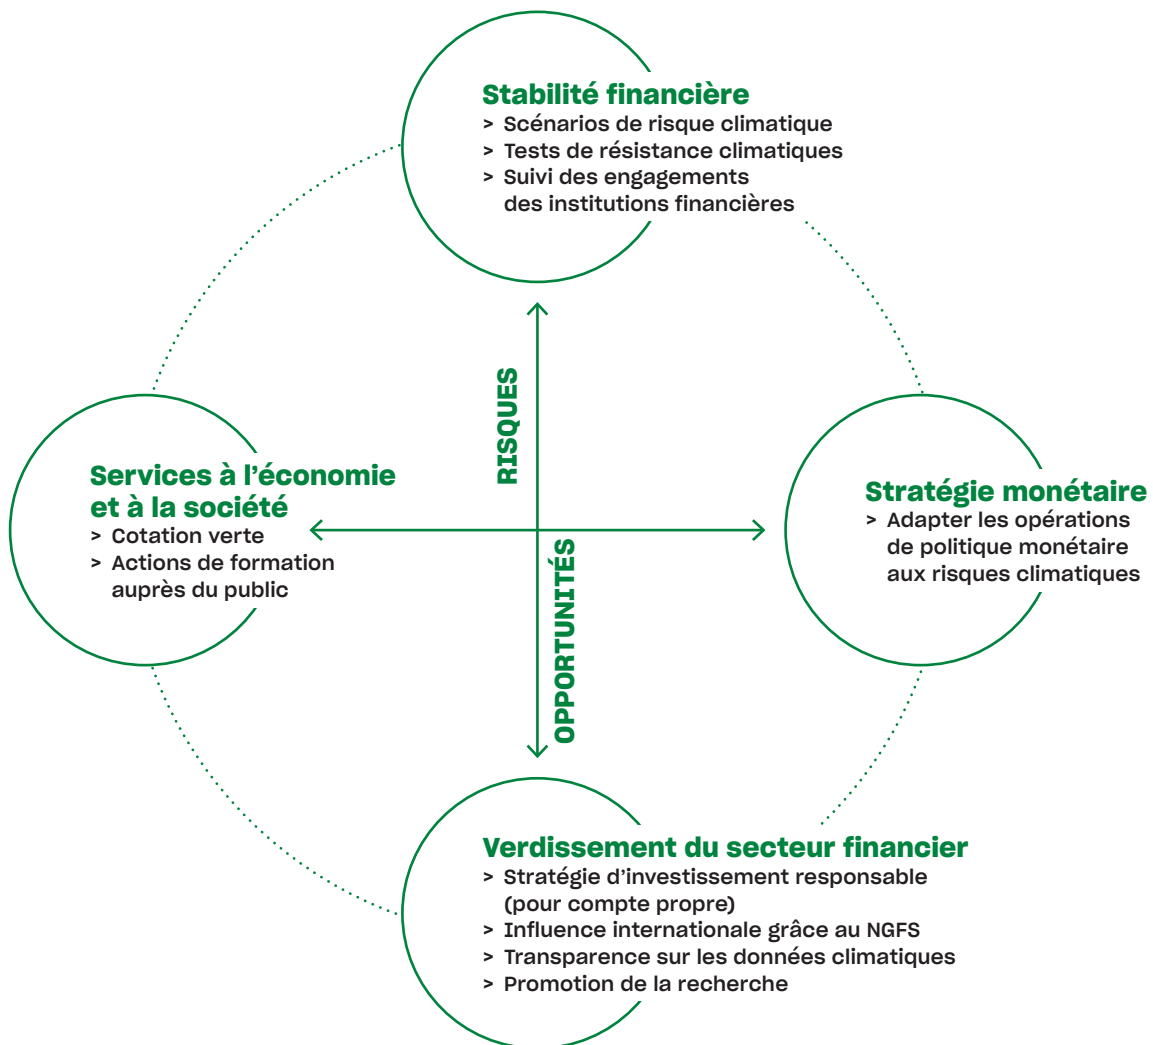 Stabilité financière
> Scénarios de risque climatique
> Tests de résistance climatiques
> Suivi des engagements
des institutions financières
RISQUES
Services à l'économie
et à la société
> Cotation verte
> Actions de formation
auprès du public
Stratégie monétaire
> Adapter les opérations
de politique monétaire
aux risques climatiques
OPPORTUNITÉS
Verdissement du secteur financier
> Stratégie d'investissement responsable
(pour compte propre)
> Influence internationale grâce au NGFS
> Transparence sur les données climatiques
> Promotion de la recherche